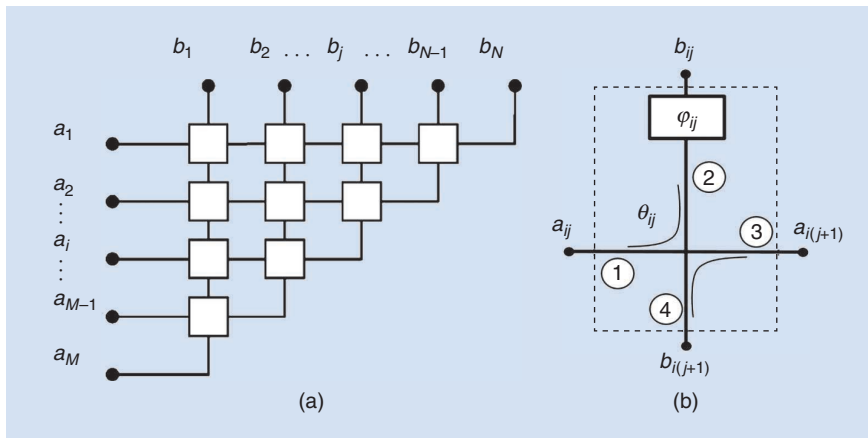 b1 b2 . . . bj . . . bN–1 bN
a1
a2
⋮
ai
⋮
aM–1
aM
(a)
bij
φij
2
θij
aij
3
ai(j+1)
1
4
bi(j+1)
(b)